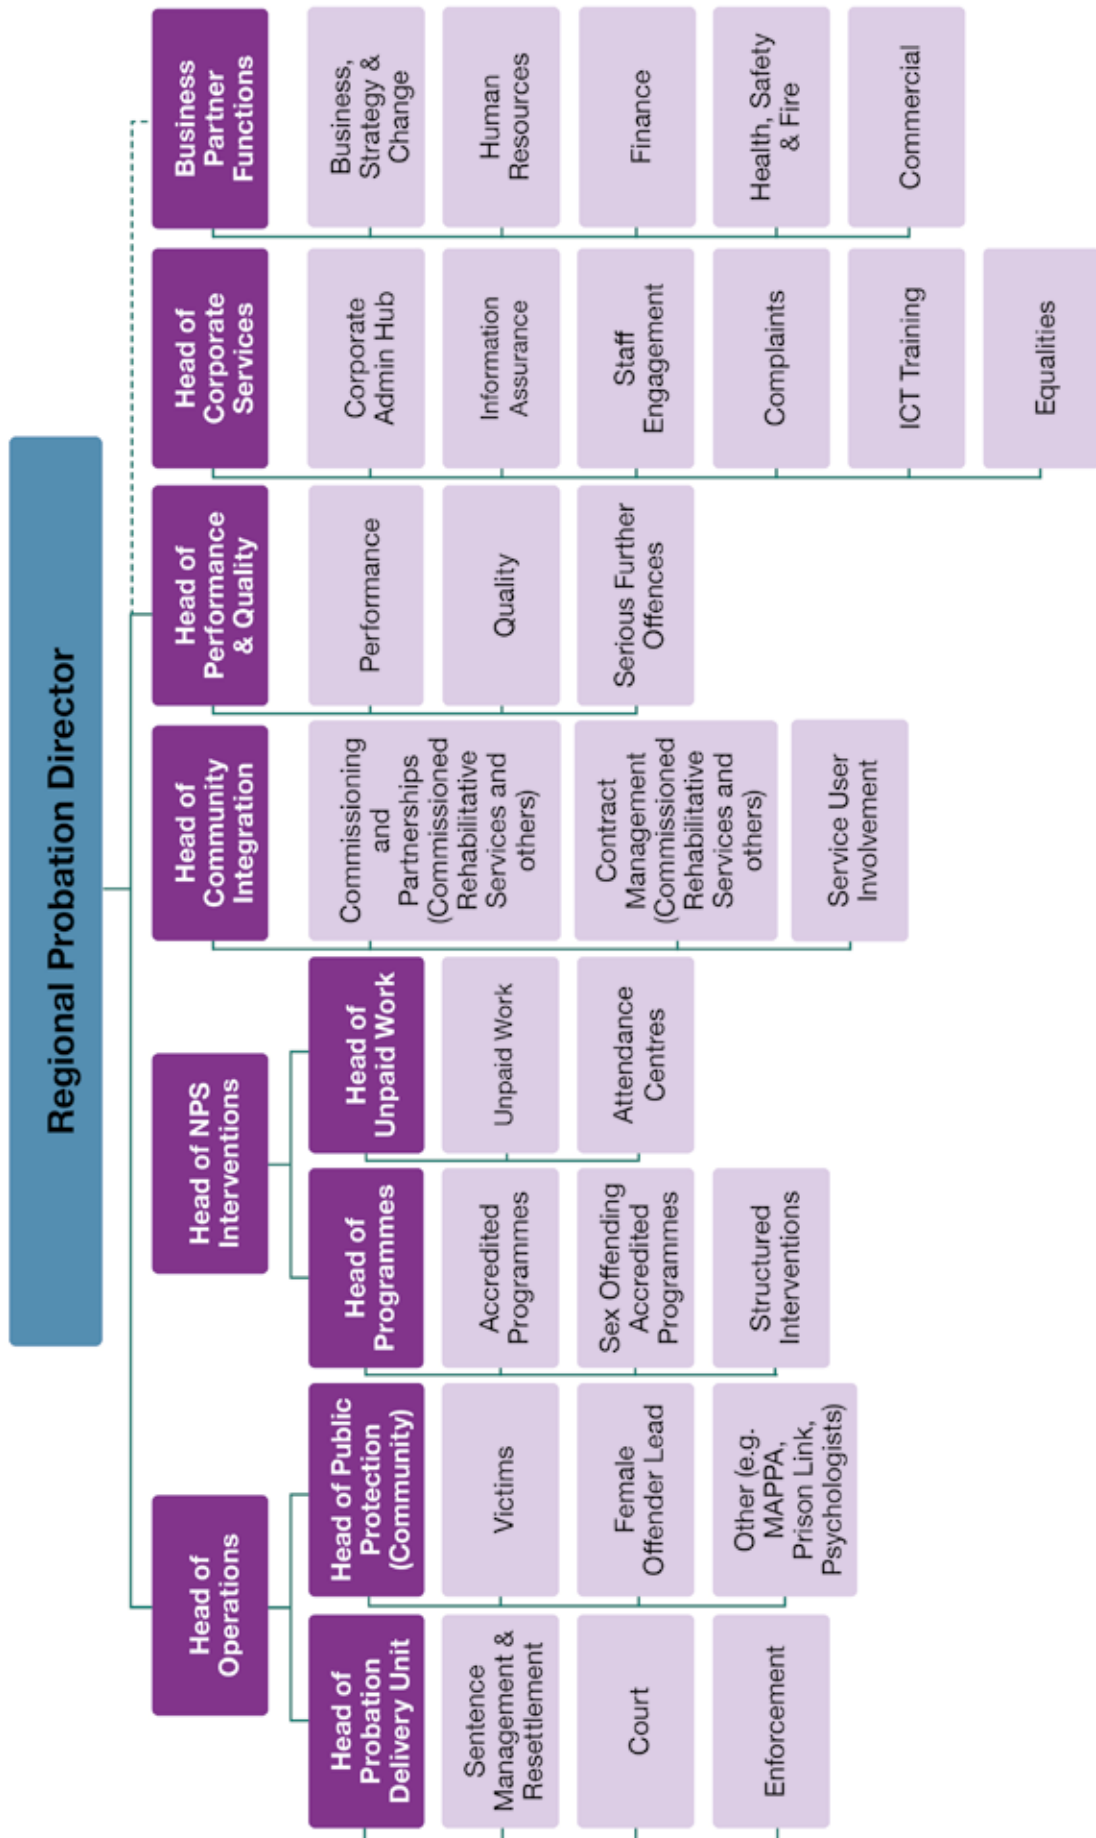 Regional Probation Director
Head of
Operations
Head of Probation
Delivery Unit
Sentence
Management &
Resettlement
Court
Enforcement
Head of Public
Protection
(Community)
Victims
Female
Offender Lead
Other (e.g.
MAPPA,
Prison Link,
Psychologists)
Head of NPS
Interventions
Head of
Programmes
Accredited
Programmes
Sex Offending
Accredited
Programmes
Structured
Interventions
Head of
Unpaid Work
Unpaid Work
Attendance
Centres
Head of
Community
Integration
Commissioning
and
Partnerships
(Commissioned
Rehabilitative
Services and
others)
Contract
Management
(Commissioned
Rehabilitative
Services and
others)
Service User
Involvement
Head of
Performance
& Quality
Performance
Quality
Serious Further
Offences
Head of
Corporate
Services
Corporate
Admin Hub
Information
Assurance
Staff
Engagement
Complaints
ICT Training
Equalities
Business
Partner
Functions
Business,
Strategy &
Change
Human
Resources
Finance
Health, Safety
& Fire
Commercial